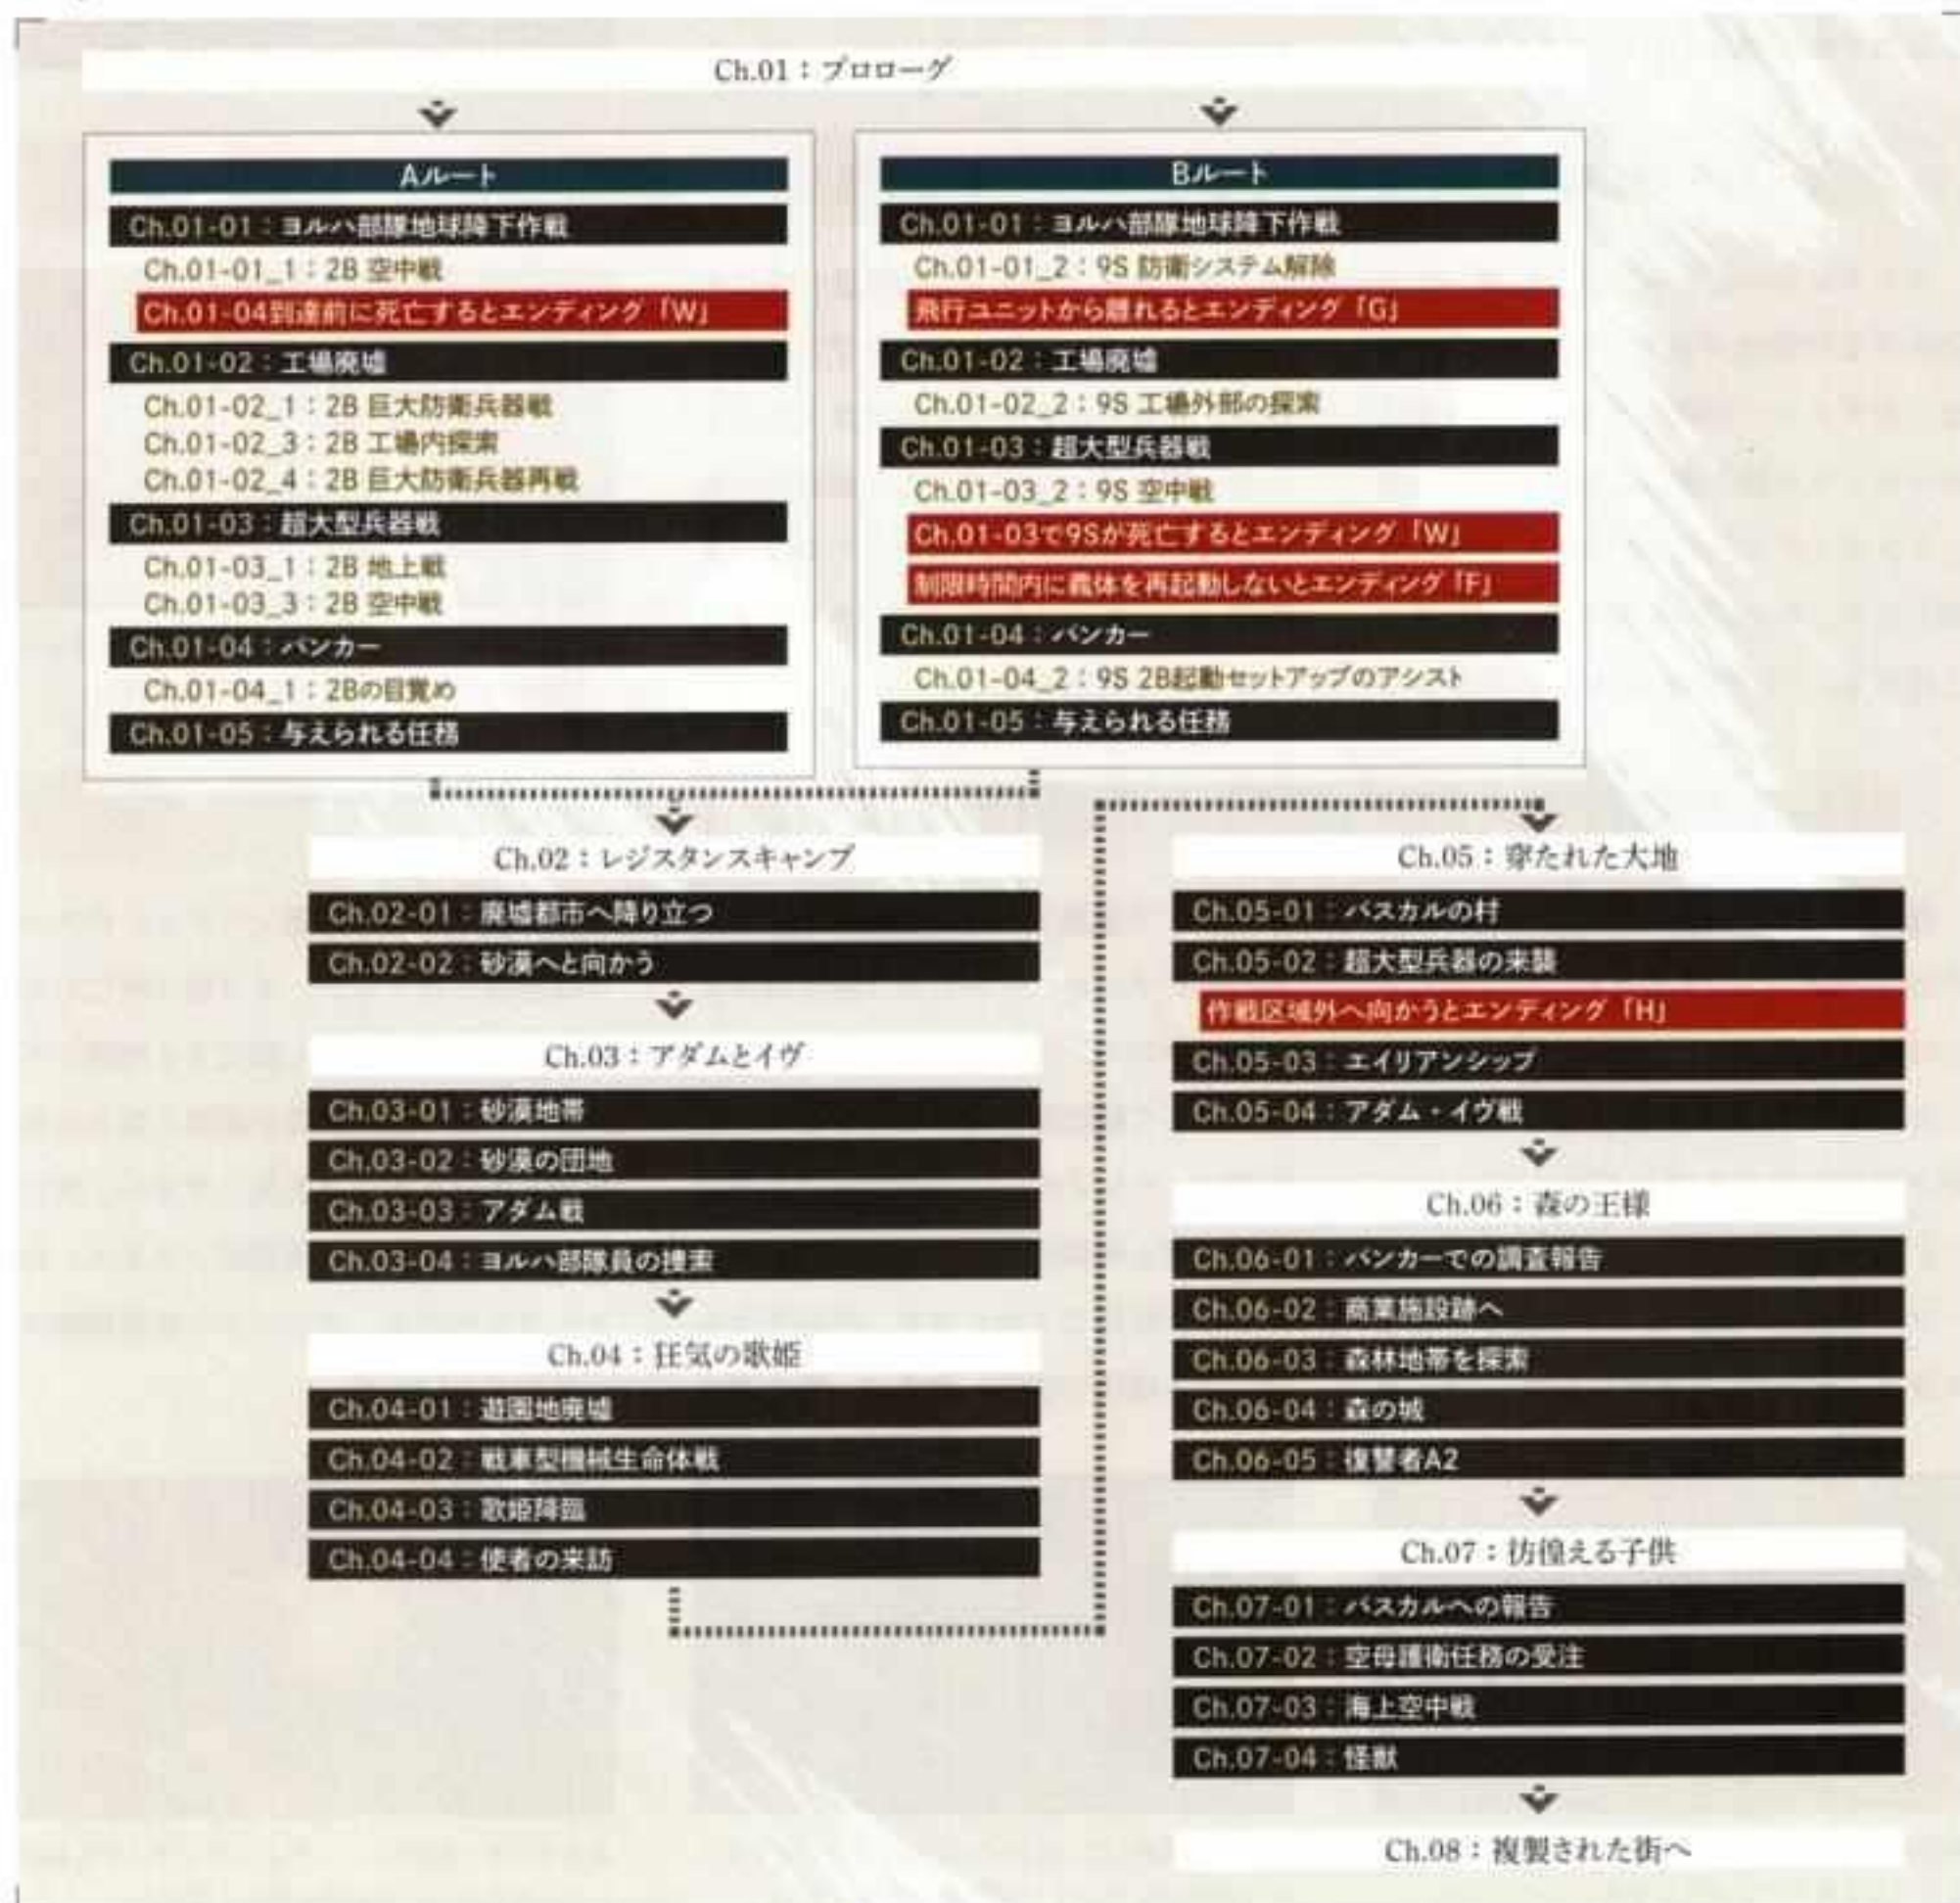 Ch.01：プロローグ
Aルート
Ch.01-01：ヨルハ部隊地球降下作戦
Ch.01-01_1：2B 空中戦
Ch.01-04到達前に死亡するとエンディング「W」
Ch.01-02：工場廃墟
Ch.01-02_1：2B 巨大防衛兵器戦
Ch.01-02_3：2B 工場内探索
Ch.01-02_4：2B 巨大防衛兵器再戦
Ch.01-03：超大型兵器戦
Ch.01-03_1：2B 地上戦
Ch.01-03_3：2B 空中戦
Ch.01-04：バンカー
Ch.01-04_1：2Bの目覚め
Ch.01-05：与えられる任務
Bルート
Ch.01-01：ヨルハ部隊地球降下作戦
Ch.01-01_2：9S 防衛システム解除
飛行ユニットから離れるとエンディング「G」
Ch.01-02：工場廃墟
Ch.01-02_2：9S 工場外部の探索
Ch.01-03：超大型兵器戦
Ch.01-03_2：9S 空中戦
Ch.01-03で9Sが死亡するとエンディング「W」
制限時間内に義体を再起動しないとエンディング「F」
Ch.01-04：バンカー
Ch.01-04_2：9S 2B起動セットアップのアシスト
Ch.01-05：与えられる任務
Ch.02：レジスタンスキャンプ
Ch.02-01：廃墟都市へ降り立つ
Ch.02-02：砂漠へと向かう
Ch.03：アダムとイヴ
Ch.03-01：砂漠地帯
Ch.03-02：砂漠の団地
Ch.03-03：アダム戦
Ch.03-04：ヨルハ部隊員の捜索
Ch.04：狂気の歌姫
Ch.04-01：遊園地廃墟
Ch.04-02：戦車型機械生命体戦
Ch.04-03：歌姫降臨
Ch.04-04：使者の来訪
Ch.05：穿たれた大地
Ch.05-01：パスカルの村
Ch.05-02：超大型兵器の来襲
作戦区域外へ向かうとエンディング「H」
Ch.05-03：エイリアンシップ
Ch.05-04：アダム・イヴ戦
Ch.06：森の王様
Ch.06-01：バンカーでの調査報告
Ch.06-02：商業施設跡へ
Ch.06-03：森林地帯を探索
Ch.06-04：森の城
Ch.06-05：復讐者A2
Ch.07：彷徨える子供
Ch.07-01：パスカルへの報告
Ch.07-02：空母護衛任務の受注
Ch.07-03：海上空中戦
Ch.07-04：怪獣
Ch.08：複製された街へ